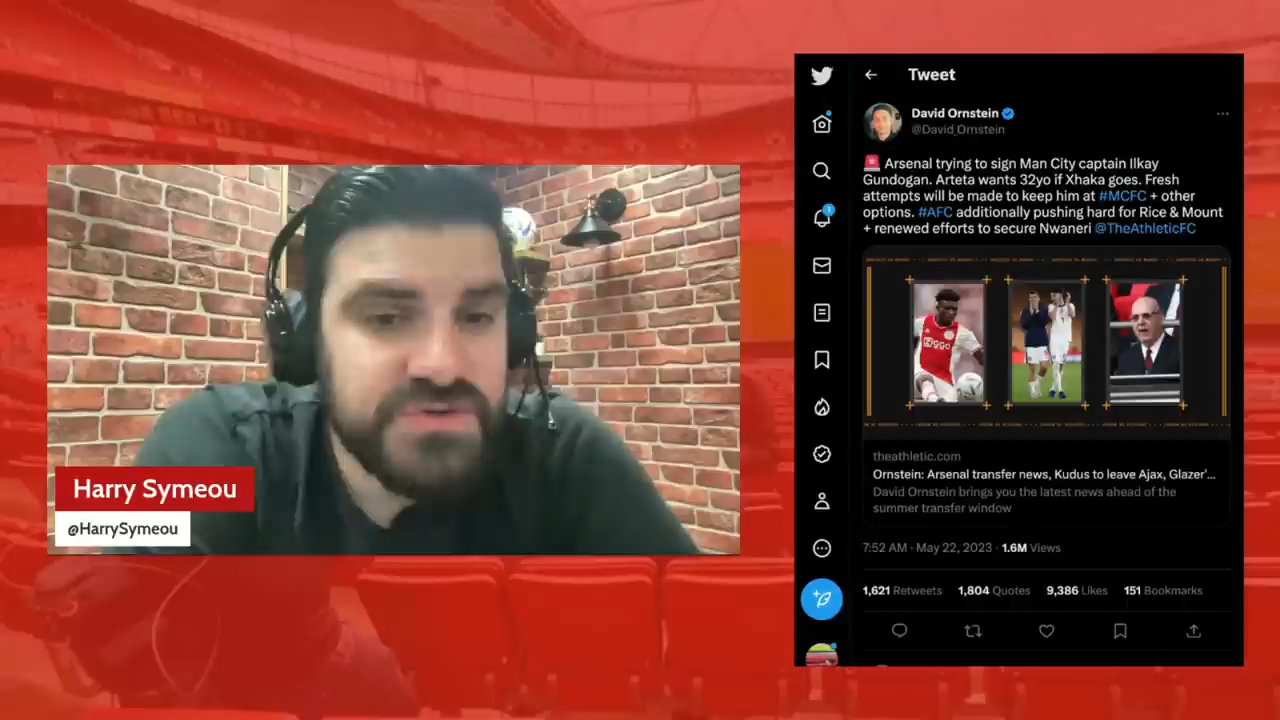 Harry Symeou
@HarrySymeou
Tweet
David Ornstein
@David_Ornstein
Arsenal trying to sign Man City captain Ilkay
Gundogan. Arteta wants 32yo if Xhaka goes. Fresh
attempts will be made to keep him at #MCFC + other
options. #AFC additionally pushing hard for Rice & Mount
+ renewed efforts to secure Nwaneri @TheAthleticFC
theathletic.com
Ornstein: Arsenal transfer news, Kudus to leave Ajax, Glazer'...
David Ornstein brings you the latest news ahead of the
summer transfer window
7:52 AM · May 22, 2023 · 1.6M Views
1,621 Retweets 1,804 Quotes 9,386 Likes 151 Bookmarks